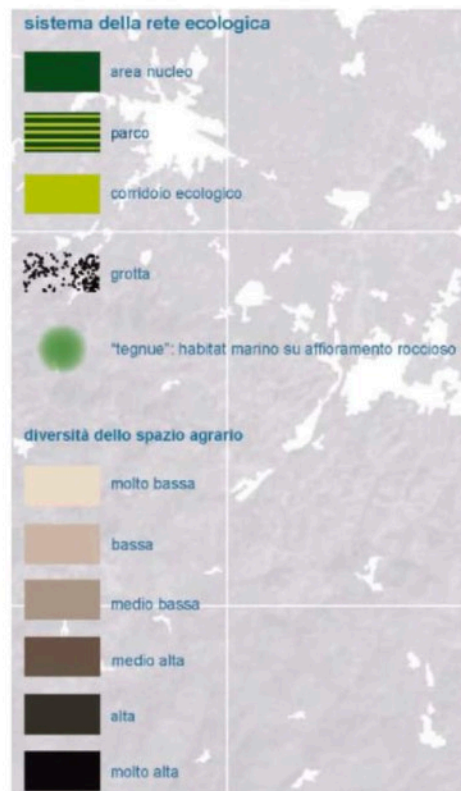 sistema della rete ecologica
area nucleo
parco
corridoio ecologico
grotta
"tegnue": habitat marino su affioramento roccioso
diversità dello spazio agrario
molto bassa
bassa
medio bassa
medio alta
alta
molto alta